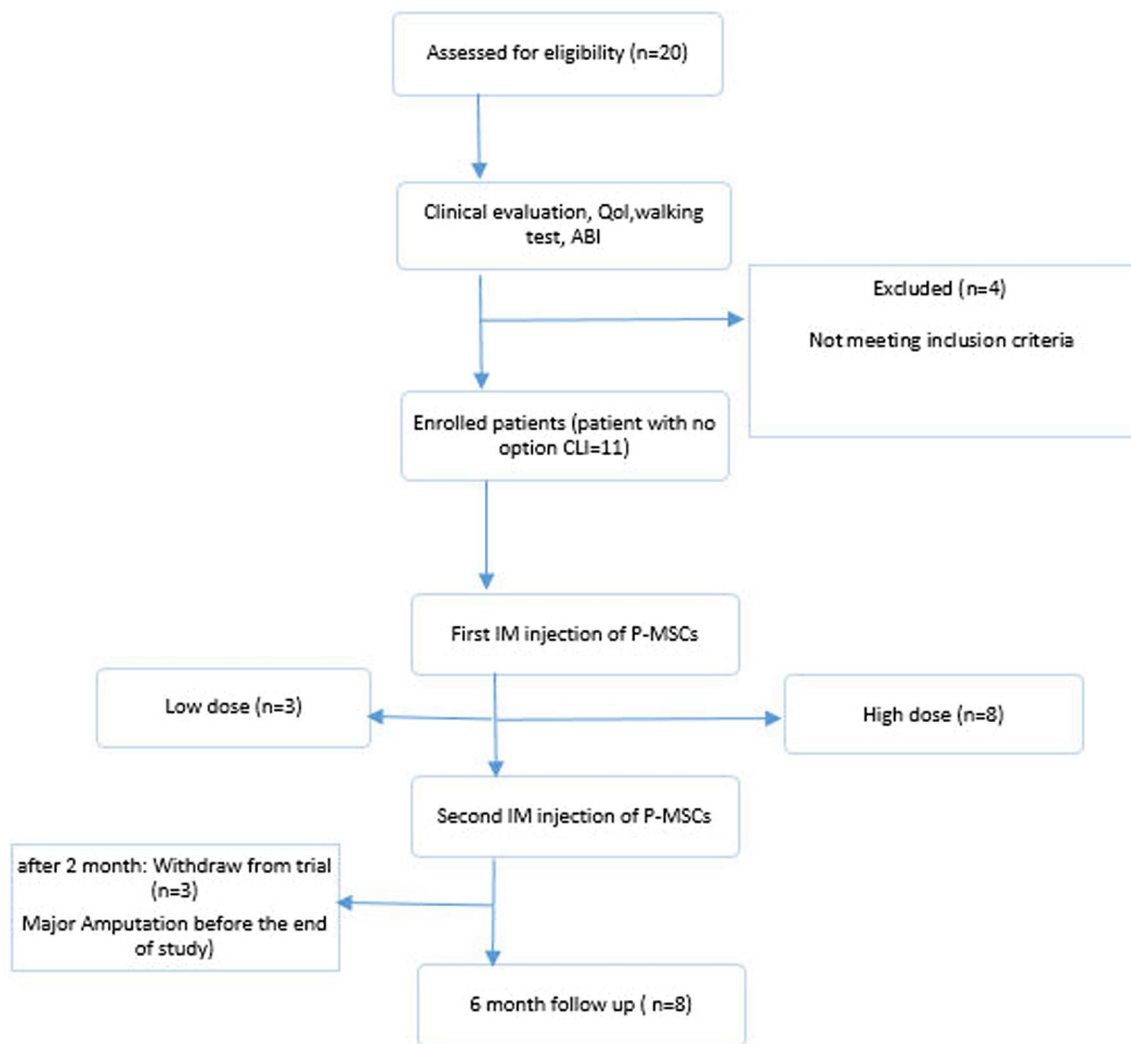 Assessed for eligibility (n=20)
Clinical evaluation, Qol,walking
test, ABI
Excluded (n=4)
Not meeting inclusion criteria
Enrolled patients (patient with no
option CLI=11)
First IM injection of P-MSCs
Low dose (n=3)
High dose (n=8)
Second IM injection of P-MSCs
after 2 month: Withdraw from trial
(n=3)
Major Amputation before the end
of study)
6 month follow up ( n=8)